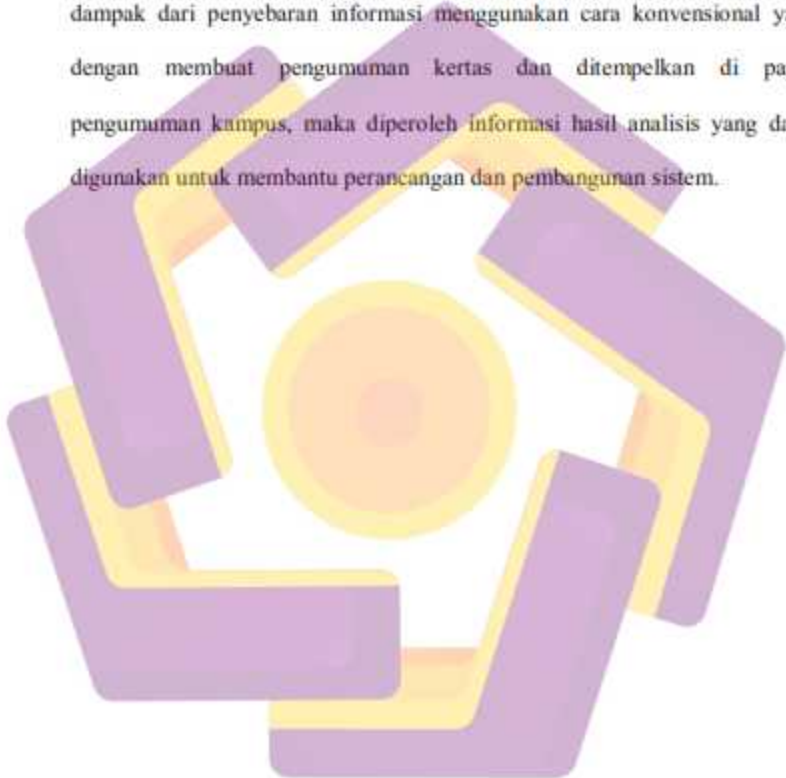 dampak dari penyebaran informasi menggunakan cara konvensional
dengan membuat pengumuman kertas dan ditempelkan di
pengumuman kampus, maka diperoleh informasi hasil analisis yang
digunakan untuk membantu perancangan dan pembangunan sistem.